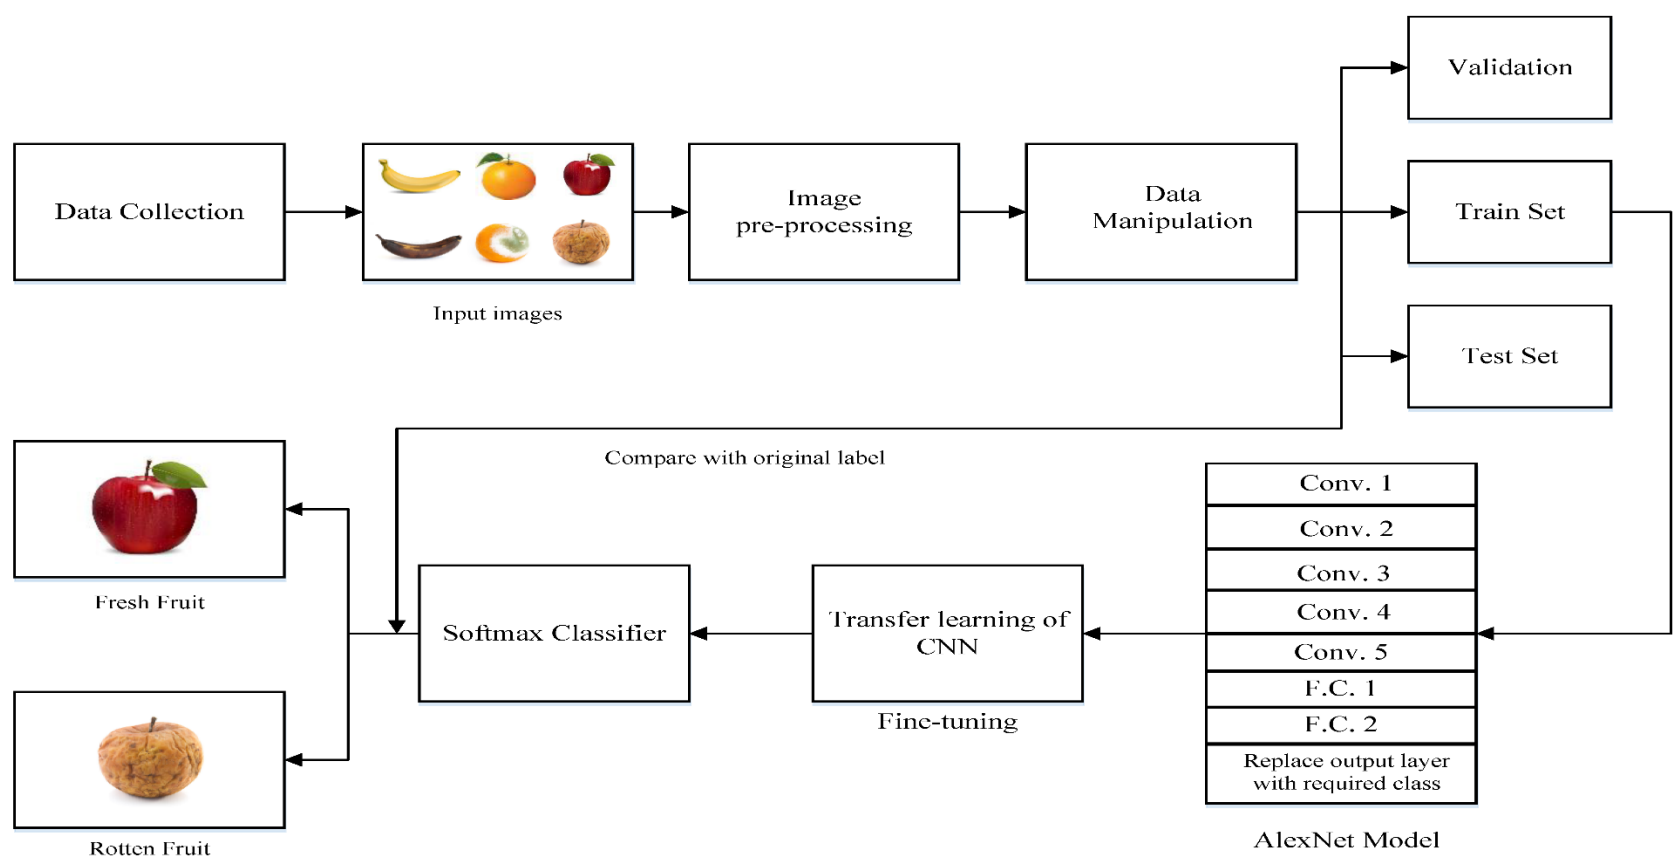 Validation
Data Collection
Image
pre-processing
Data
Manipulation
Train Set
Input images
Test Set
Compare with original label
Fresh Fruit
Softmax Classifier
Transfer learning of
CNN
Fine-tuning
Conv. 1
Conv. 2
Conv. 3
Conv. 4
Conv. 5
F.C. 1
F.C. 2
Replace output layer
with required class
AlexNet Model
Rotten Fruit